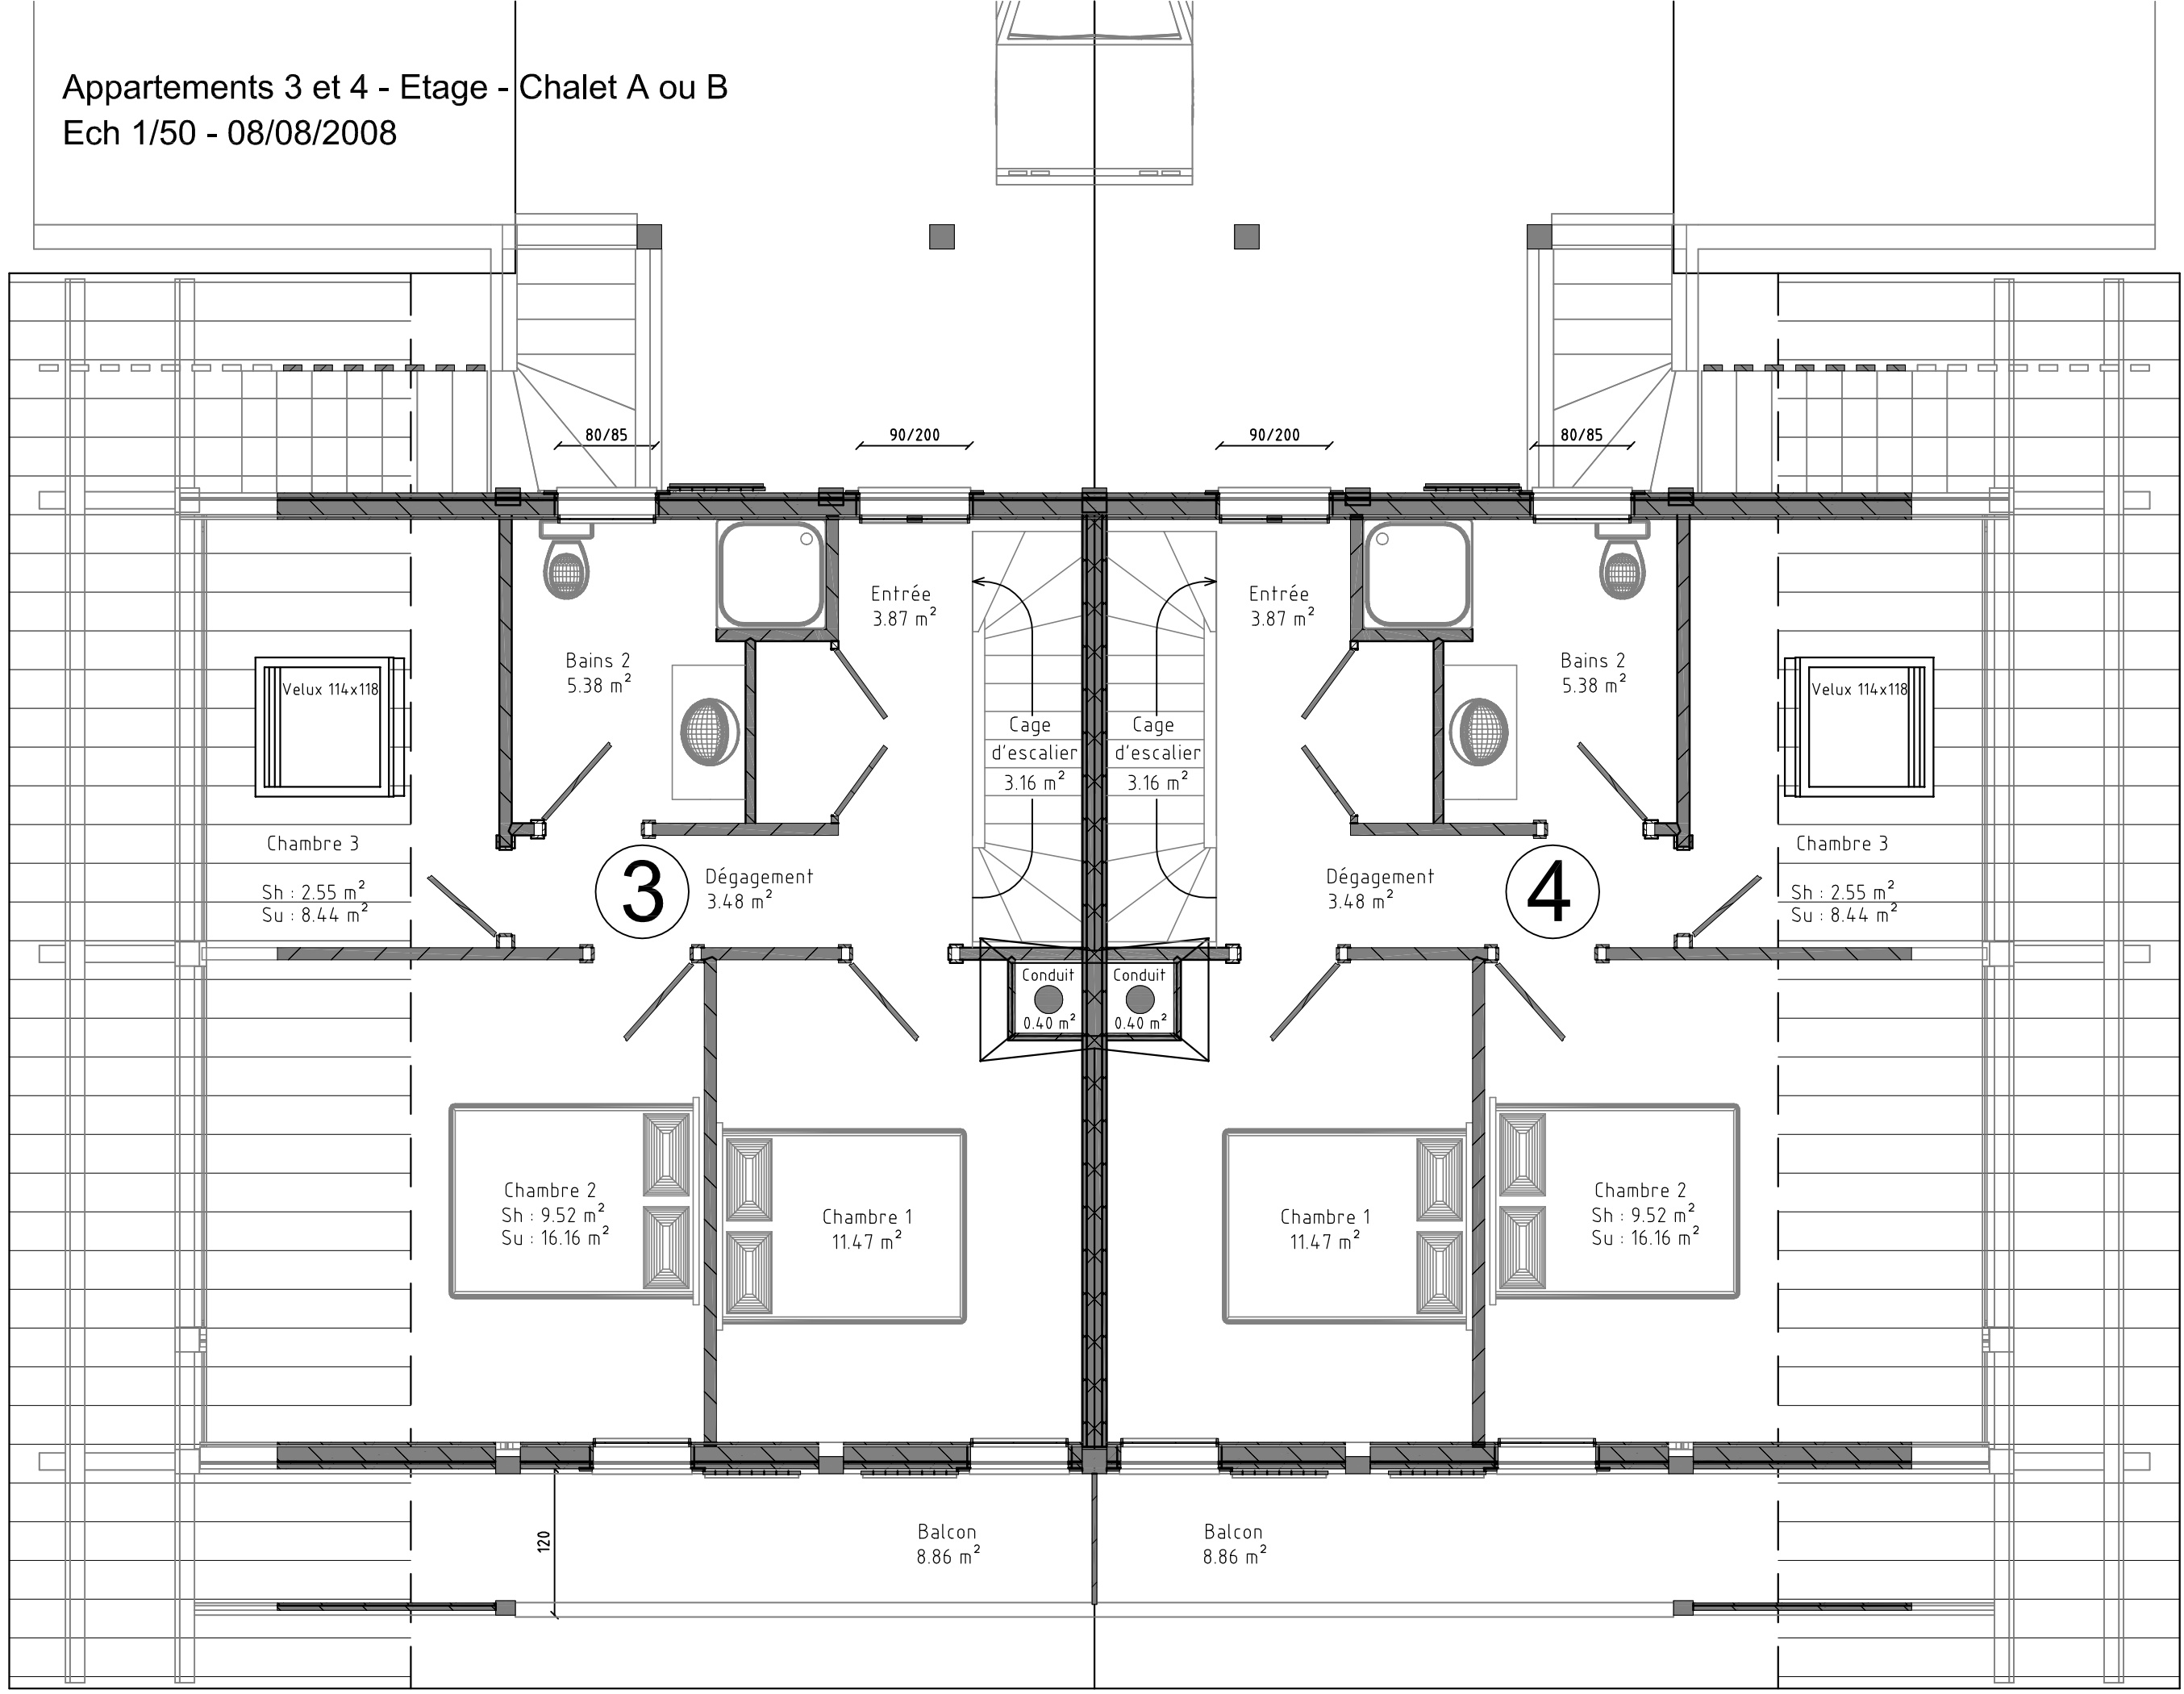 Appartements 3 et 4 - Etage - Chalet A ou B
Ech 1/50 - 08/08/2008
80/85
90/200
90/200
80/85
Entrée
3.87 m²
Entrée
3.87 m²
Bains 2
5.38 m²
Bains 2
5.38 m²
Velux 114x118
Velux 114x118
Cage
d'escalier
3.16 m²
Cage
d'escalier
3.16 m²
Chambre 3
Sh : 2.55 m²
Su : 8.44 m²
3
Dégagement
3.48 m²
Dégagement
3.48 m²
4
Chambre 3
Sh : 2.55 m²
Su : 8.44 m²
Conduit
0.40 m²
Conduit
0.40 m²
Chambre 2
Sh : 9.52 m²
Su : 16.16 m²
Chambre 1
11.47 m²
Chambre 1
11.47 m²
Chambre 2
Sh : 9.52 m²
Su : 16.16 m²
120
Balcon
8.86 m²
Balcon
8.86 m²